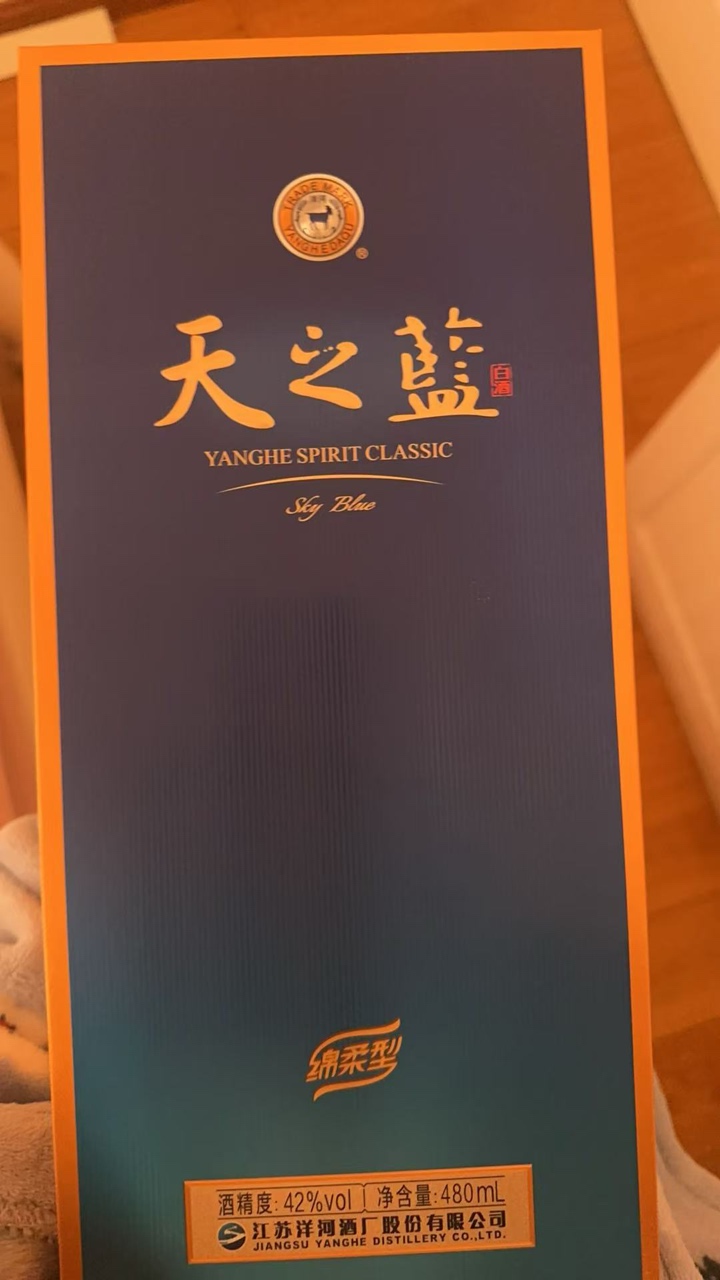 TRADE MARK
YANGHEDAQU
®
天之藍
白酒
YANGHE SPIRIT CLASSIC
Sky Blue
绵柔型
酒精度:42%vol 净含量:480mL
江苏洋河酒厂股份有限公司
JIANGSU YANGHE DISTILLERY CO.,LTD.